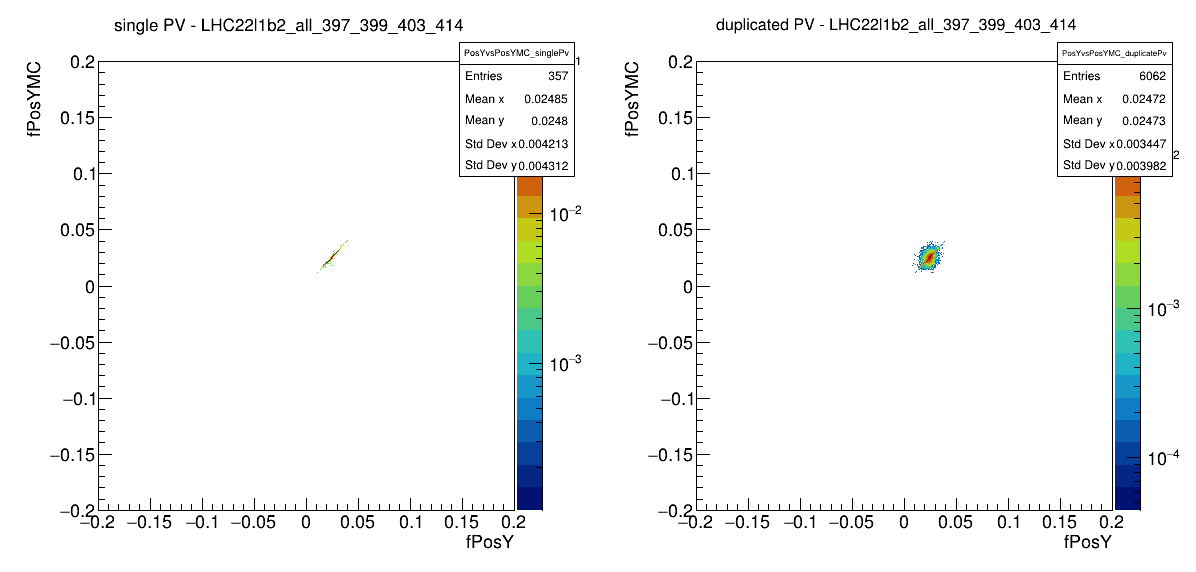 single PV - LHC22l1b2_all_397_399_403_414
PosYvsPosYMC_singlePv
Entries 357
Mean x 0.02485
Mean y 0.0248
Std Dev x 0.004213
Std Dev y 0.004312
fPosYMC
0.2
0.15
0.1
0.05
0
−0.05
−0.1
−0.15
−0.2
−0.2 −0.15 −0.1 −0.05 0 0.05 0.1 0.15 0.2
fPosY
1
10−2
10−3
duplicated PV - LHC22l1b2_all_397_399_403_414
PosYvsPosYMC_duplicatePv
Entries 6062
Mean x 0.02472
Mean y 0.02473
Std Dev x 0.003447
Std Dev y 0.003982
fPosYMC
0.2
0.15
0.1
0.05
0
−0.05
−0.1
−0.15
−0.2
−0.2 −0.15 −0.1 −0.05 0 0.05 0.1 0.15 0.2
fPosY
2
10−3
10−4